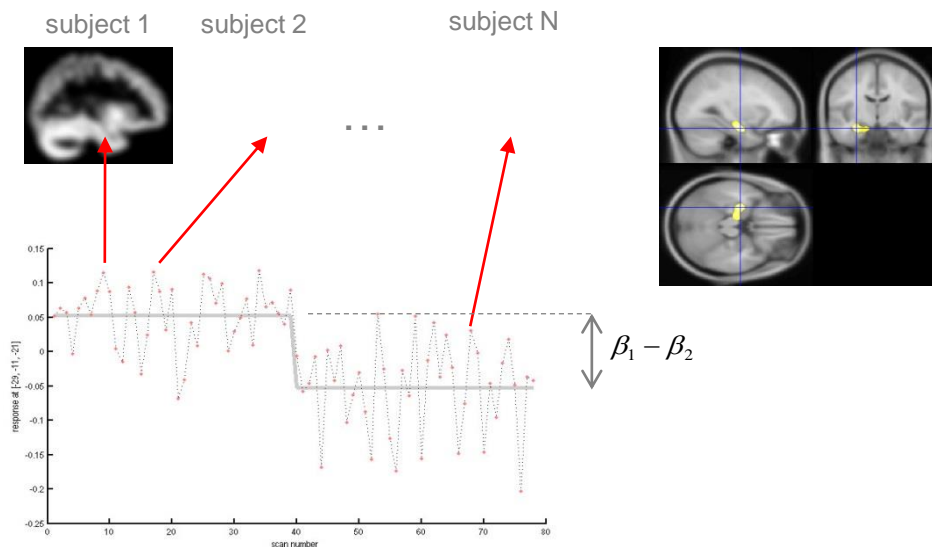 subject 1
subject 2
subject N
...
0.15
0.1
0.05
0
-0.05
-0.1
-0.15
-0.2
-0.25
response at [-29, -11, -21]
0 10 20 30 40 50 60 70 80
scan number
β₁ − β₂